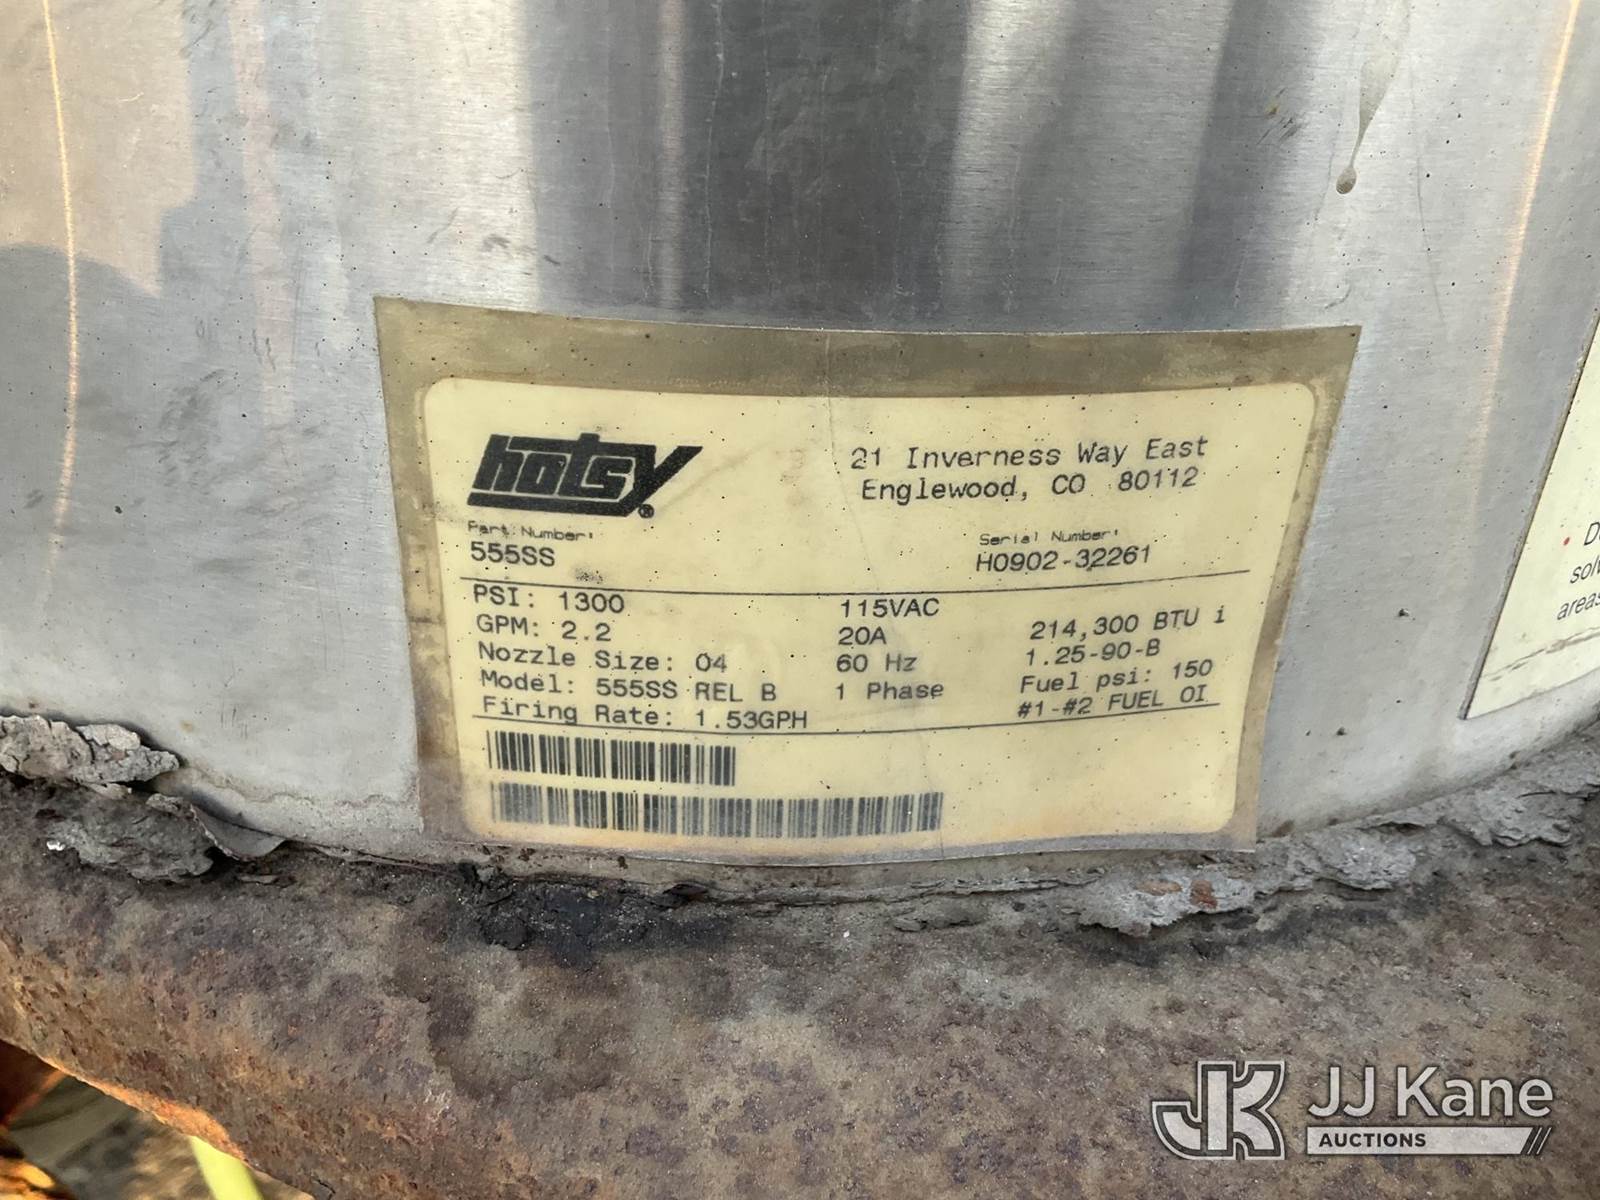 hotsy®
21 Inverness Way East
Englewood, CO 80112
Part Number:
555SS
Serial Number:
H0902-32261
PSI: 1300
GPM: 2.2
Nozzle Size: 04
Model: 555SS REL B
Firing Rate: 1.53GPH
115VAC
20A
60 Hz
1 Phase
214,300 BTU i
1.25-90-B
Fuel psi: 150
#1-#2 FUEL OI
areas
JK JJ Kane
AUCTIONS